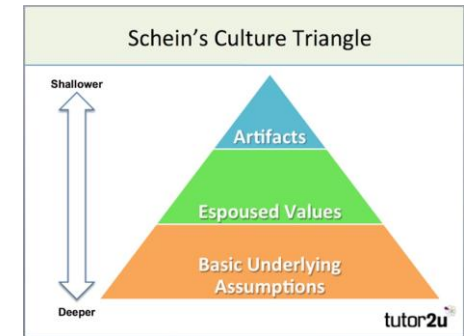 Schein's Culture Triangle
Shallower
Artifacts
Espoused Values
Basic Underlying
Assumptions
Deeper
tutor2u